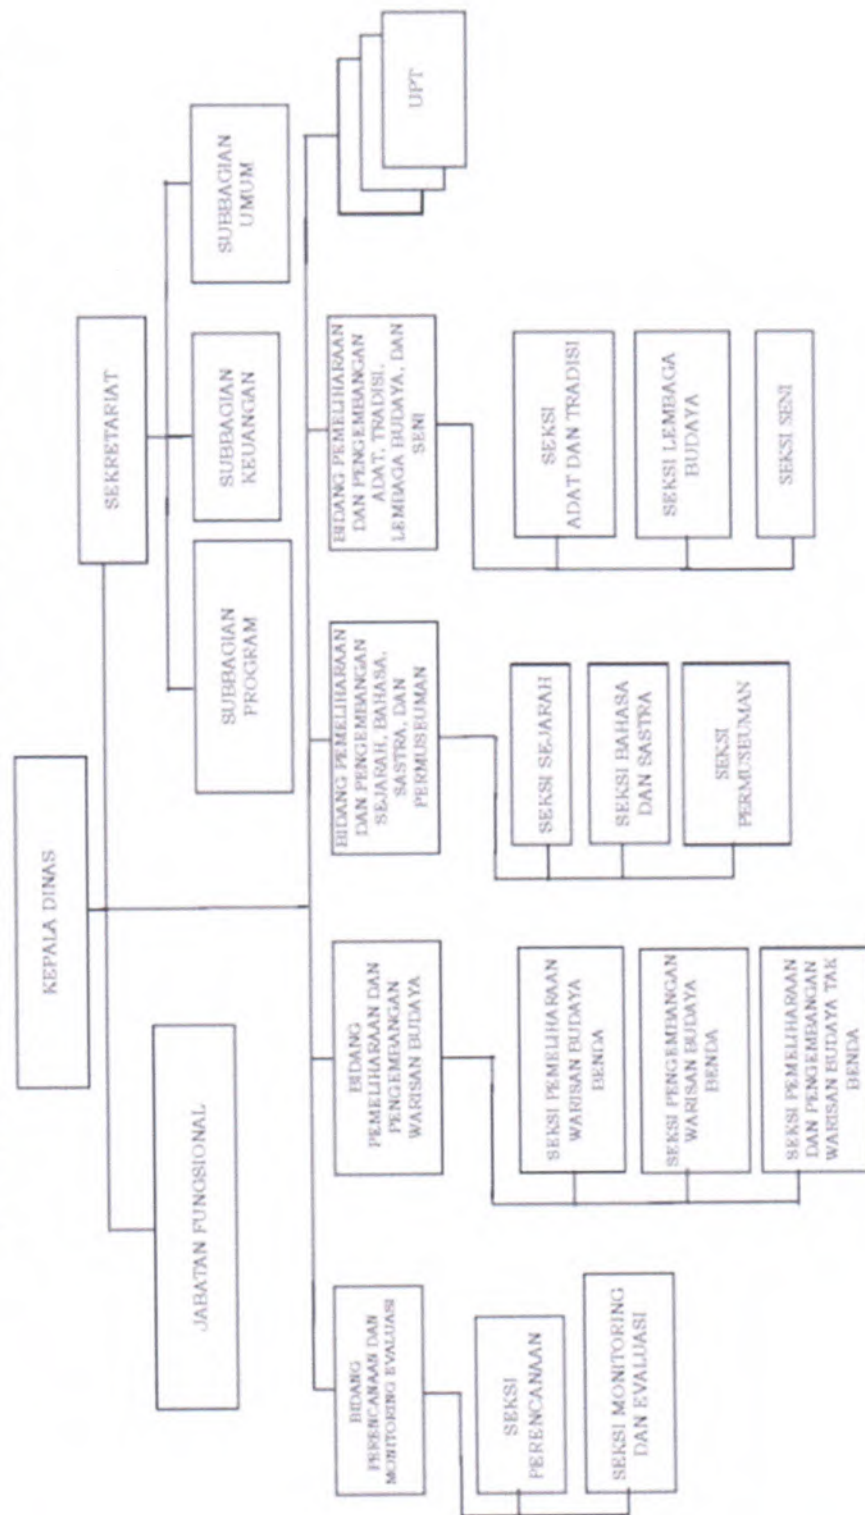 KEPALA DINAS
JABATAN FUNGSIONAL
SEKRETARIAT
SUBBAGIAN
PROGRAM
SUBBAGIAN
KEUANGAN
SUBBAGIAN
UMUM
BIDANG
PERENCANAAN DAN
MONITORING EVALUASI
SEKSI
PERENCANAAN
SEKSI MONITORING
DAN EVALUASI
BIDANG
PEMELIHARAAN DAN
PENGEMBANGAN
WARISAN BUDAYA
SEKSI PEMELIHARAAN
WARISAN BUDAYA
BENDA
SEKSI PENGEMBANGAN
WARISAN BUDAYA
BENDA
SEKSI PEMELIHARAAN
DAN PENGEMBANGAN
WARISAN BUDAYA TAK
BENDA
BIDANG PEMELIHARAAN
DAN PENGEMBANGAN
SEJARAH, BAHASA,
SASTRA, DAN
PERMUSEUMAN
SEKSI SEJARAH
SEKSI BAHASA
DAN SASTRA
SEKSI
PERMUSEUMAN
BIDANG PEMELIHARAAN
DAN PENGEMBANGAN
ADAT, TRADISI,
LEMBAGA BUDAYA, DAN
SENI
SEKSI
ADAT DAN TRADISI
SEKSI LEMBAGA
BUDAYA
SEKSI SENI
UPT